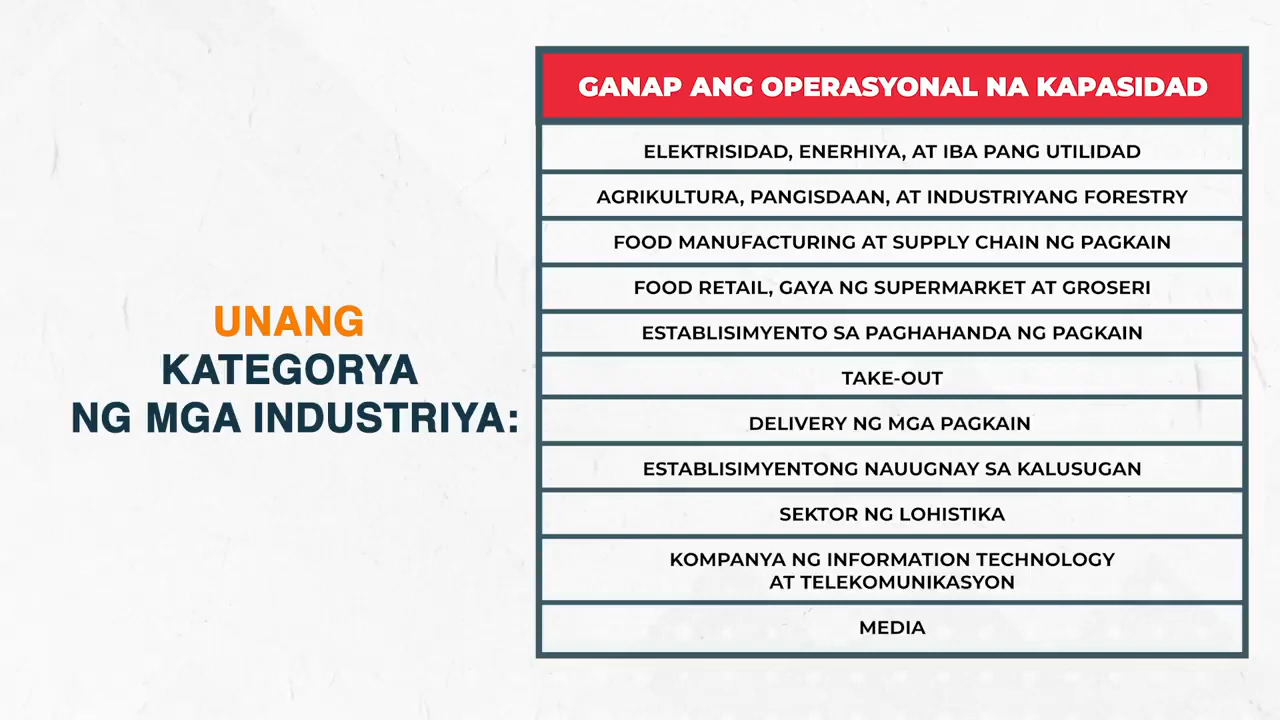 UNANG
KATEGORYA
NG MGA INDUSTRIYA:
GANAP ANG OPERASYONAL NA KAPASIDAD
ELEKTRISIDAD, ENERHIYA, AT IBA PANG UTILIDAD
AGRIKULTURA, PANGISDAAN, AT INDUSTRIYANG FORESTRY
FOOD MANUFACTURING AT SUPPLY CHAIN NG PAGKAIN
FOOD RETAIL, GAYA NG SUPERMARKET AT GROSERI
ESTABLISIMYENTO SA PAGHAHANDA NG PAGKAIN
TAKE-OUT
DELIVERY NG MGA PAGKAIN
ESTABLISIMYENTONG NAUUGNAY SA KALUSUGAN
SEKTOR NG LOHISTIKA
KOMPANYA NG INFORMATION TECHNOLOGY
AT TELEKOMUNIKASYON
MEDIA